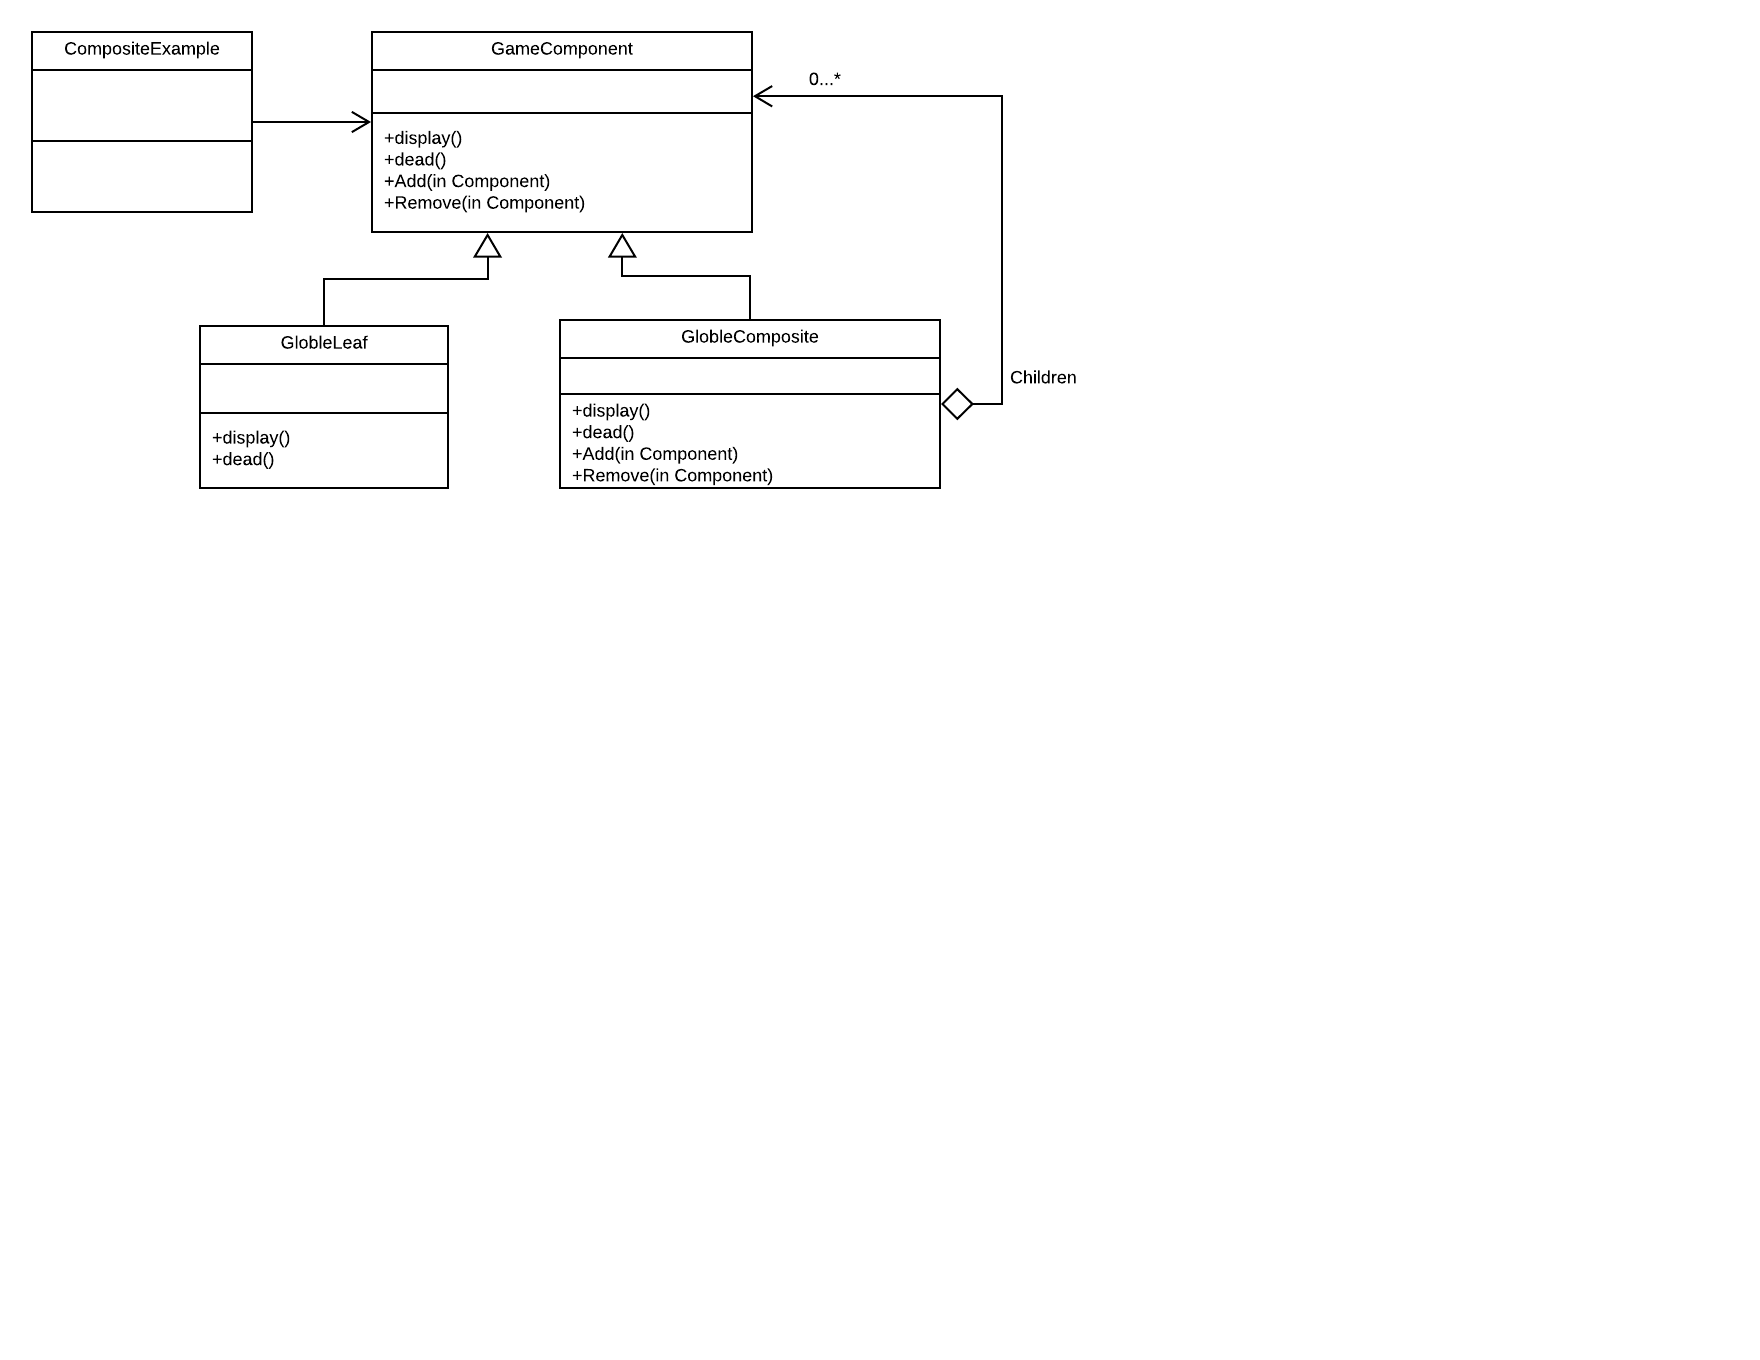 CompositeExample
GameComponent
0...*
+display()
+dead()
+Add(in Component)
+Remove(in Component)
GlobleLeaf
+display()
+dead()
GlobleComposite
+display()
+dead()
+Add(in Component)
+Remove(in Component)
Children